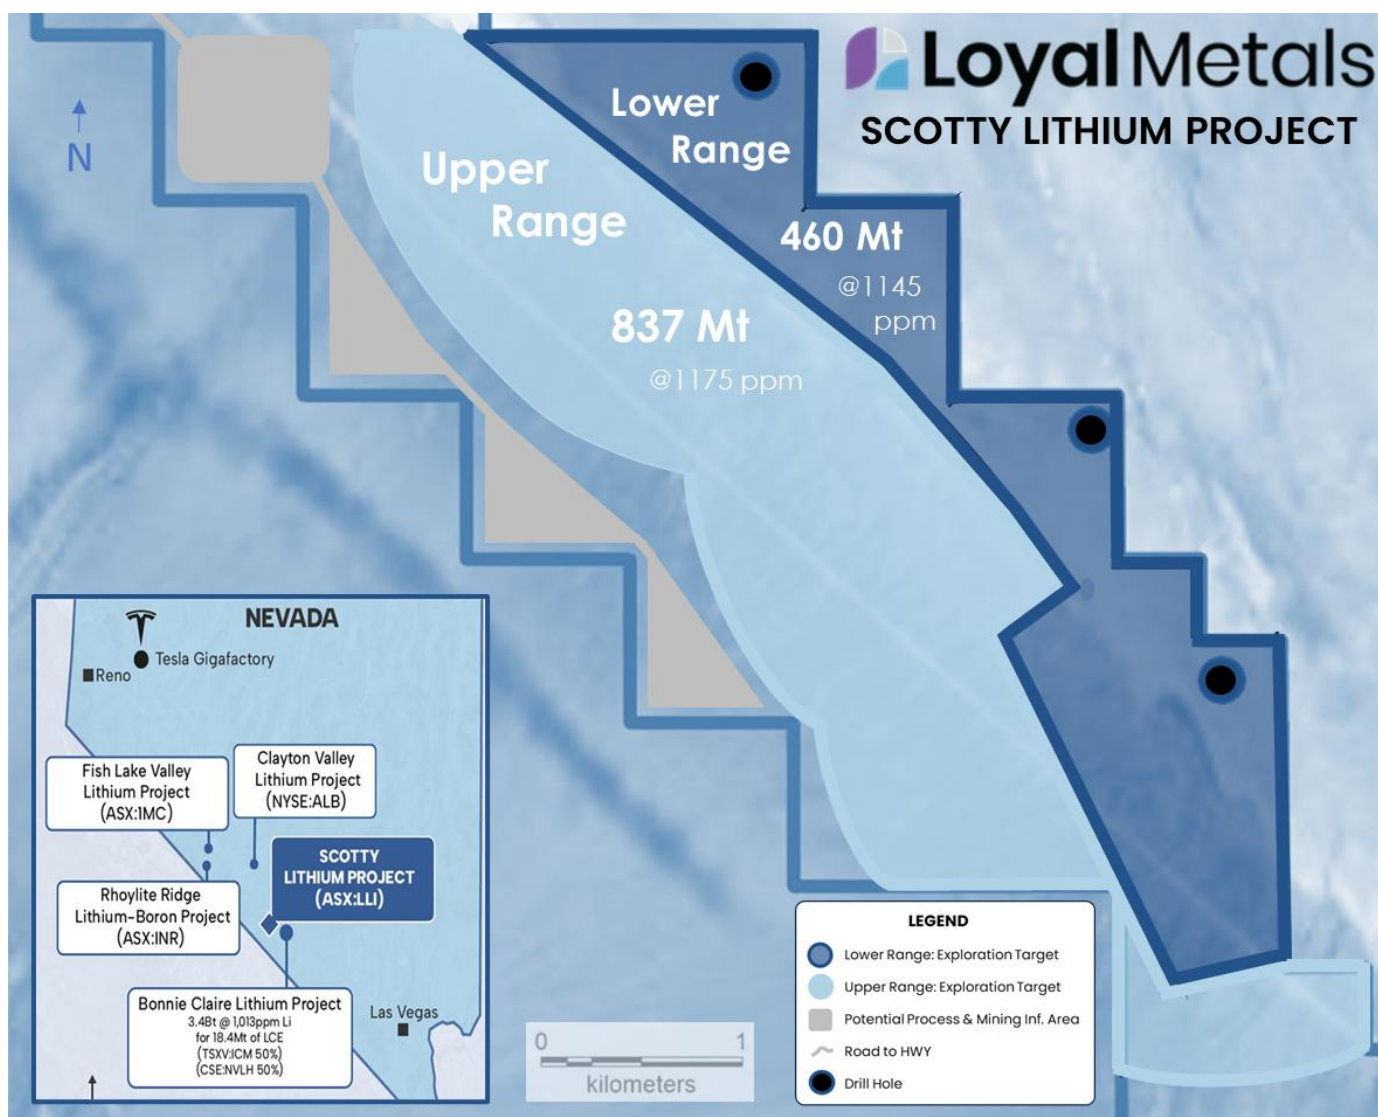 Loyal Metals
SCOTTY LITHIUM PROJECT
N
Lower
Range
Upper
Range
460 Mt
@1145
ppm
837 Mt
@1175 ppm
NEVADA
Tesla Gigafactory
Reno
Fish Lake Valley
Lithium Project
(ASX:1MC)
Clayton Valley
Lithium Project
(NYSE:ALB)
SCOTTY
LITHIUM PROJECT
(ASX:LLI)
Rhoylite Ridge
Lithium-Boron Project
(ASX:INR)
Bonnie Claire Lithium Project
3.4Bt @ 1,013ppm Li
for 18.4Mt of LCE
(TSXV:ICM 50%)
(CSE:NVLH 50%)
Las Vegas
0 1
kilometers
LEGEND
Lower Range: Exploration Target
Upper Range: Exploration Target
Potential Process & Mining Inf. Area
Road to HWY
Drill Hole